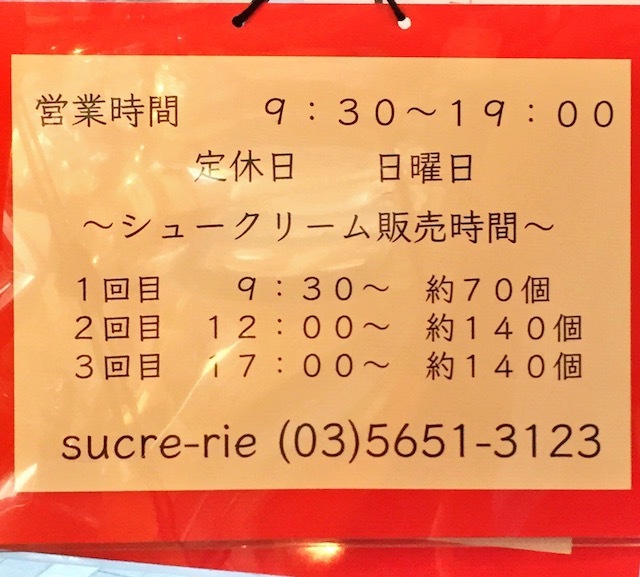 営業時間　９：３０～１９：００
定休日　日曜日
～シュークリーム販売時間～
１回目　９：３０～　約７０個
２回目　１２：００～　約１４０個
３回目　１７：００～　約１４０個
sucre-rie (03)5651-3123